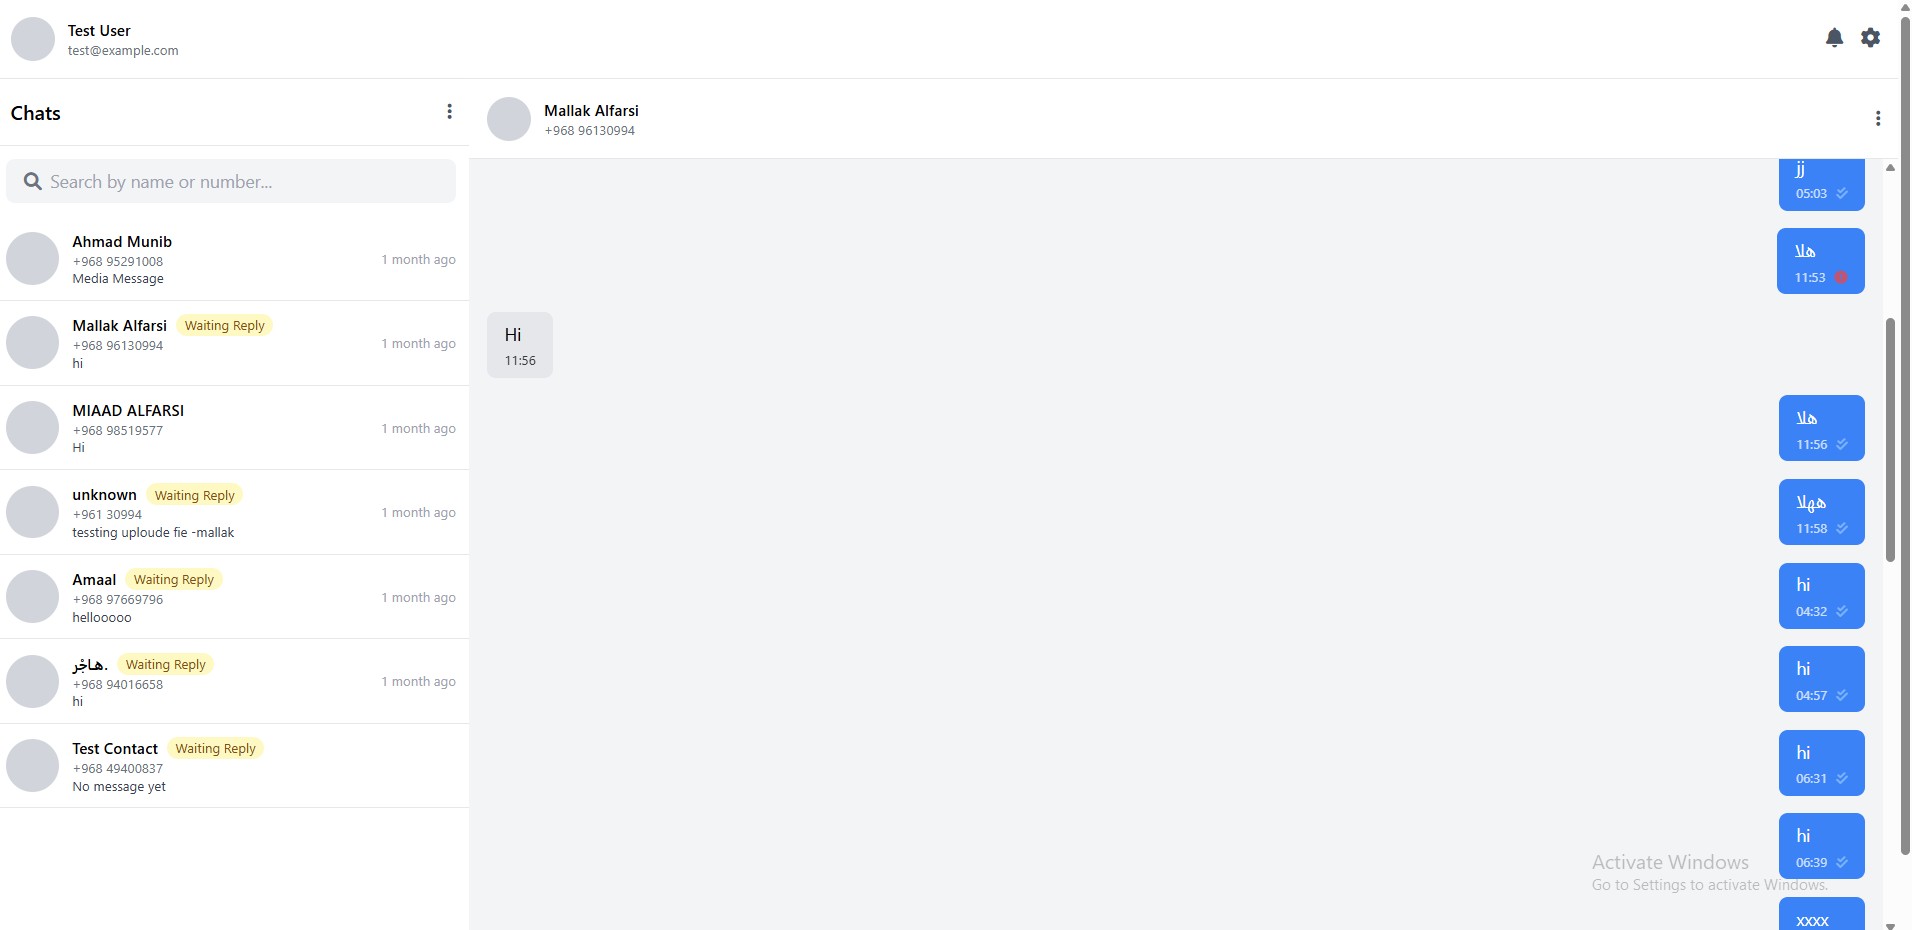 Test User
test@example.com
Chats
Search by name or number...
Ahmad Munib
+968 95291008
Media Message
1 month ago
Mallak Alfarsi Waiting Reply
+968 96130994
hi
1 month ago
MIAAD ALFARSI
+968 98519577
Hi
1 month ago
unknown Waiting Reply
+961 30994
tessting uploude fie -mallak
1 month ago
Amaal Waiting Reply
+968 97669796
hellooooo
1 month ago
هـاجْر. Waiting Reply
+968 94016658
hi
1 month ago
Test Contact Waiting Reply
+968 49400837
No message yet
Mallak Alfarsi
+968 96130994
jj
05:03
هلا
11:53
Hi
11:56
هلا
11:56
ههلا
11:58
hi
04:32
hi
04:57
hi
06:31
hi
06:39
xxxx
Activate Windows
Go to Settings to activate Windows.